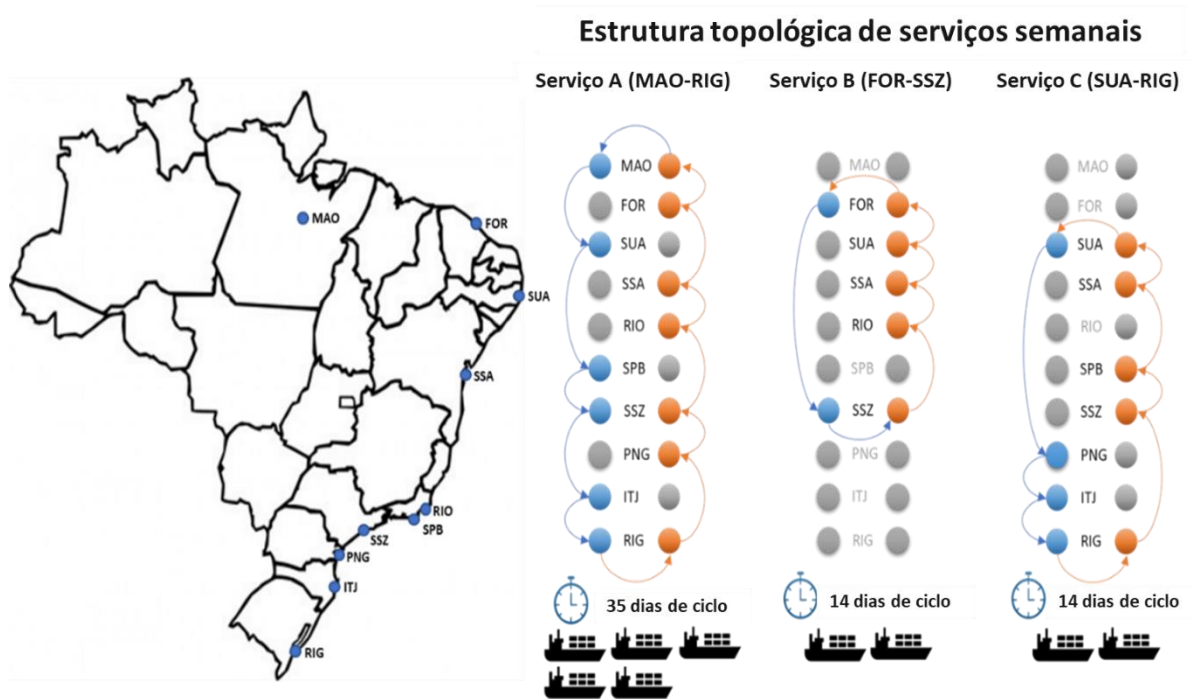 Estrutura topológica de serviços semanais
Serviço A (MAO-RIG)
Serviço B (FOR-SSZ)
Serviço C (SUA-RIG)
MAO
FOR
SUA
SSA
RIO
SPB
SSZ
PNG
ITJ
RIG
MAO
FOR
SUA
SSA
RIO
SPB
SSZ
PNG
ITJ
RIG
35 dias de ciclo
MAO
FOR
SUA
SSA
RIO
SPB
SSZ
PNG
ITJ
RIG
14 dias de ciclo
MAO
FOR
SUA
SSA
RIO
SPB
SSZ
PNG
ITJ
RIG
14 dias de ciclo